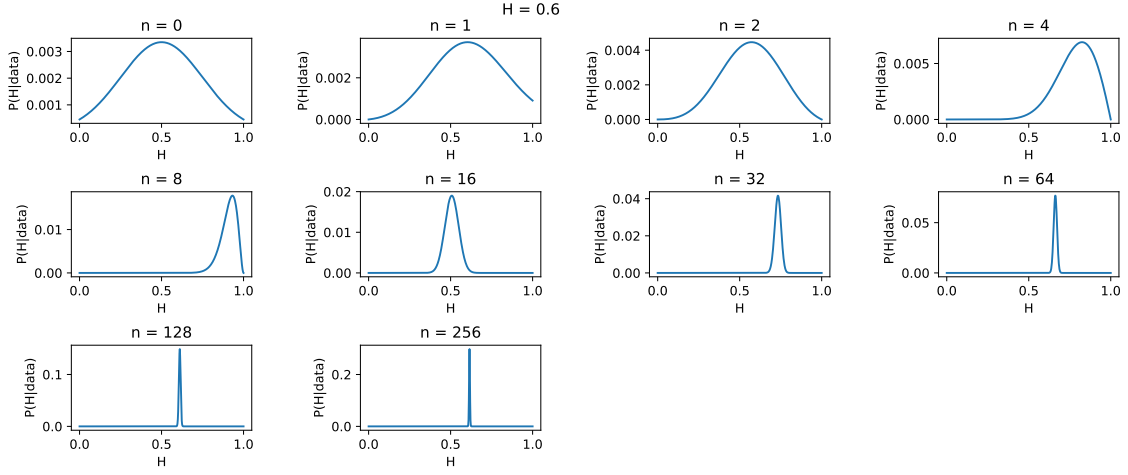 H = 0.6
n = 0
P(H|data)
0.003
0.002
0.001
0.0
0.5
1.0
H
n = 1
P(H|data)
0.002
0.000
0.0
0.5
1.0
H
n = 2
P(H|data)
0.004
0.002
0.000
0.0
0.5
1.0
H
n = 4
P(H|data)
0.005
0.000
0.0
0.5
1.0
H
n = 8
P(H|data)
0.01
0.00
0.0
0.5
1.0
H
n = 16
P(H|data)
0.02
0.01
0.00
0.0
0.5
1.0
H
n = 32
P(H|data)
0.04
0.02
0.00
0.0
0.5
1.0
H
n = 64
P(H|data)
0.05
0.00
0.0
0.5
1.0
H
n = 128
P(H|data)
0.1
0.0
0.0
0.5
1.0
H
n = 256
P(H|data)
0.2
0.0
0.0
0.5
1.0
H